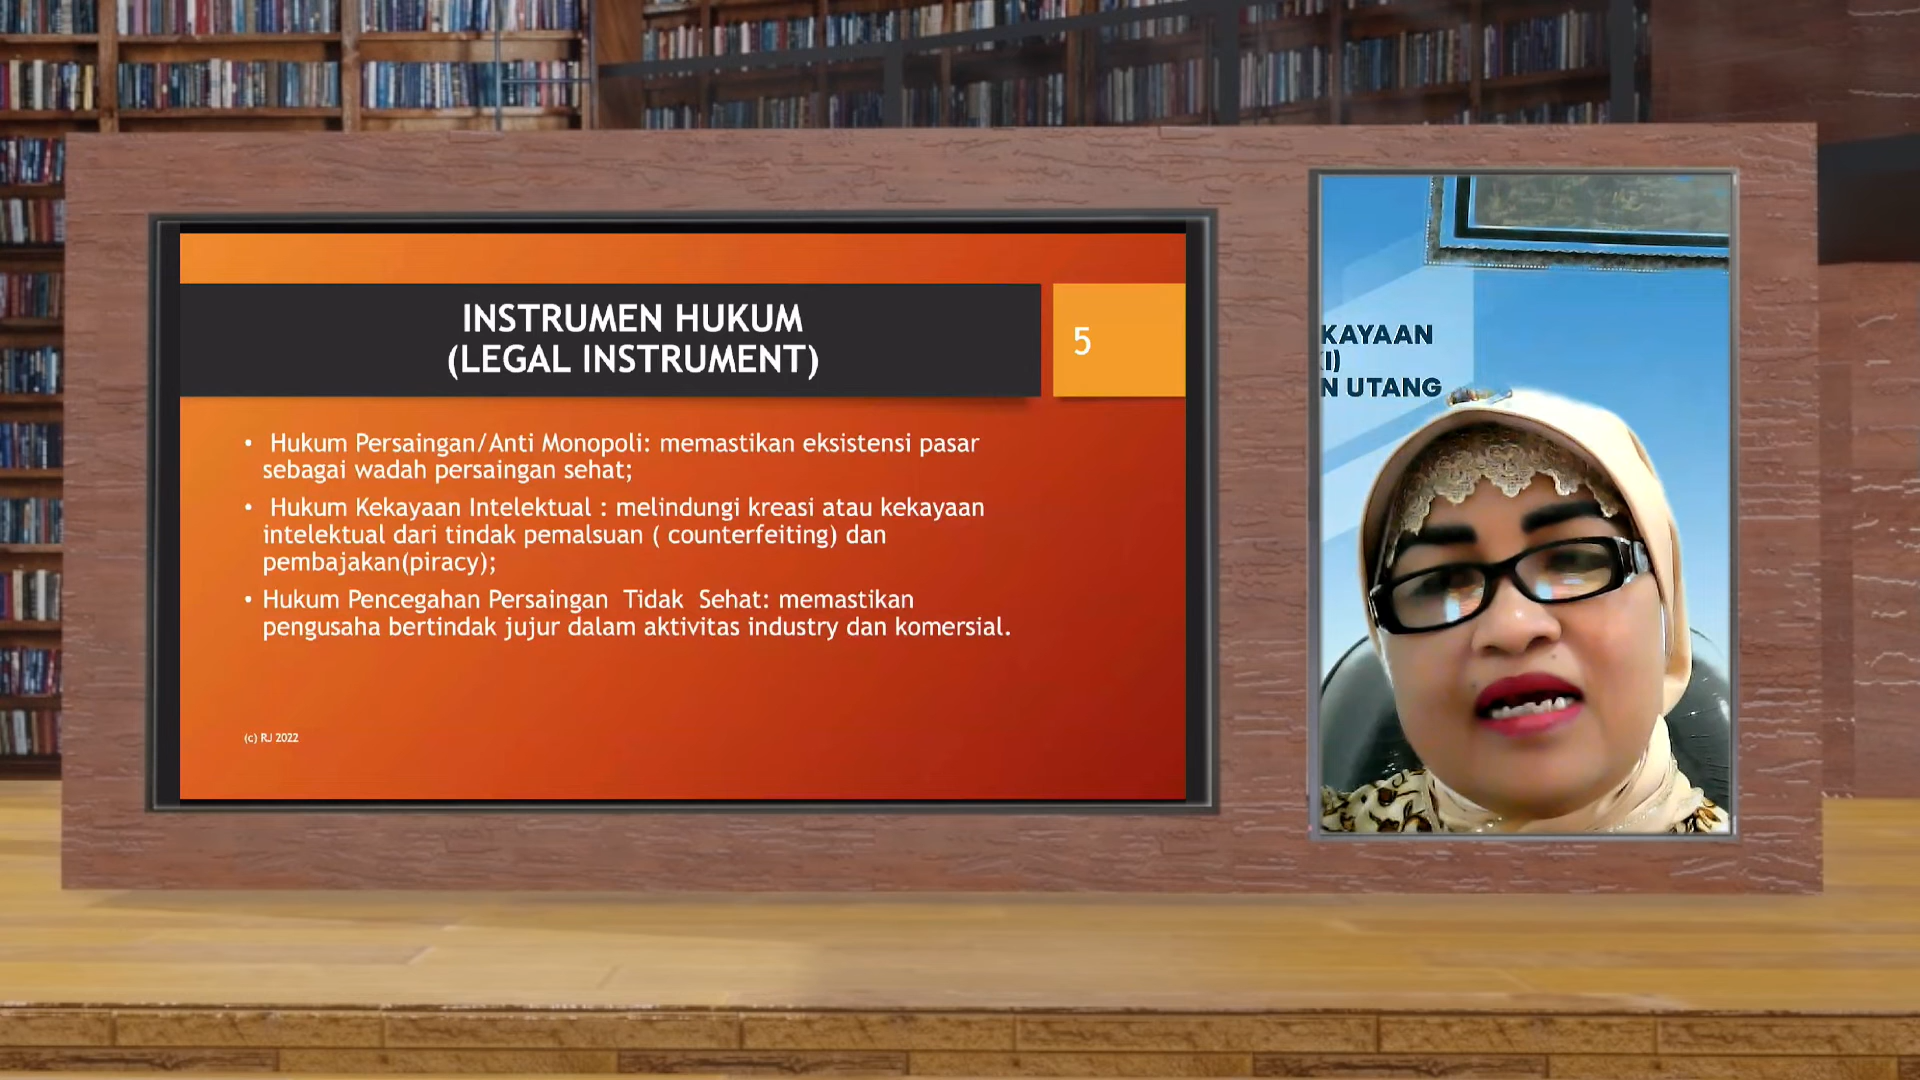 INSTRUMEN HUKUM
(LEGAL INSTRUMENT)
5
• Hukum Persaingan/Anti Monopoli: memastikan eksistensi pasar
sebagai wadah persaingan sehat;
• Hukum Kekayaan Intelektual : melindungi kreasi atau kekayaan
intelektual dari tindak pemalsuan ( counterfeiting) dan
pembajakan(piracy);
• Hukum Pencegahan Persaingan Tidak Sehat: memastikan
pengusaha bertindak jujur dalam aktivitas industry dan komersial.
(c) RJ 2022
KAYAAN
I)
N UTANG